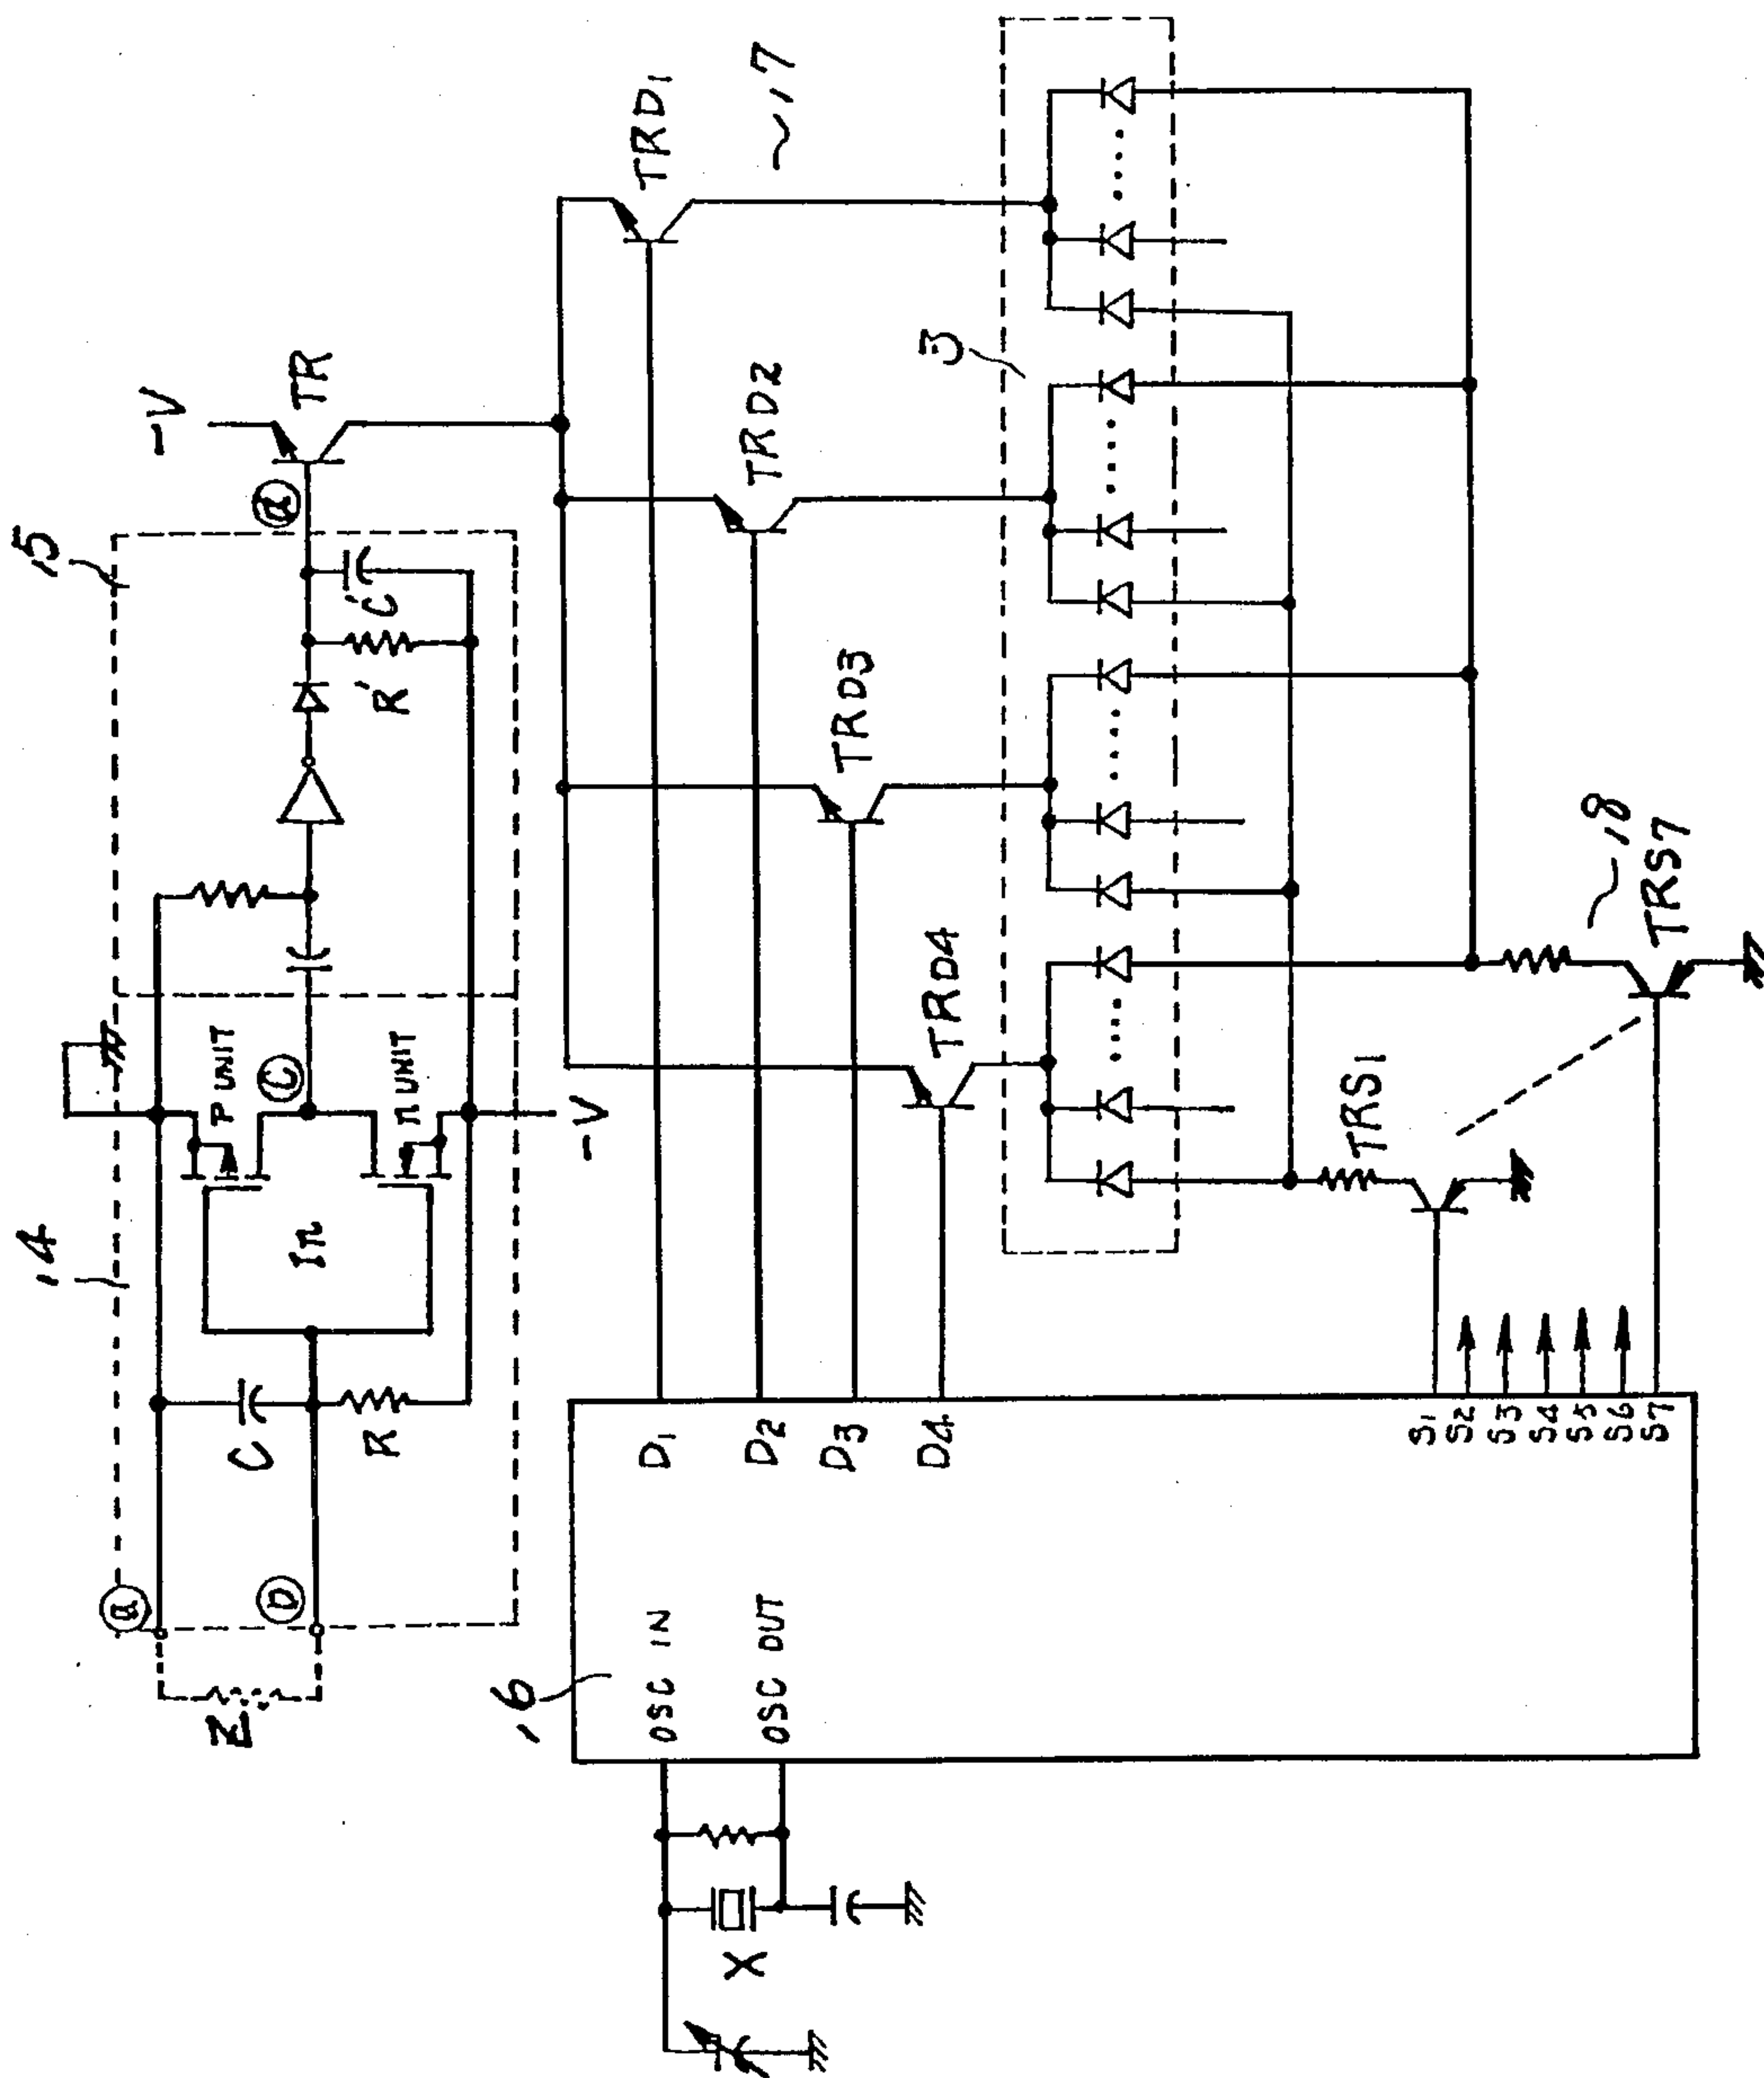 15
14
-V
TR
ⓐ
P UNIT
Ⓒ
n UNIT
In
C'
R'
-V
C
R
ⓐ
ⓑ
Z
TRD1
17
TRD2
TRD3
TRD4
3
16
OSC IN
OSC OUT
D1
D2
D3
D4
S1
S2
S3
S4
S5
S6
S7
X
TRS1
18
TRS7